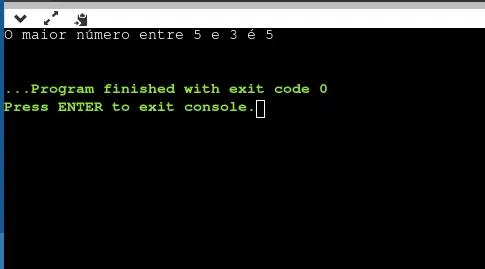 O maior número entre 5 e 3 é 5
...Program finished with exit code 0
Press ENTER to exit console.